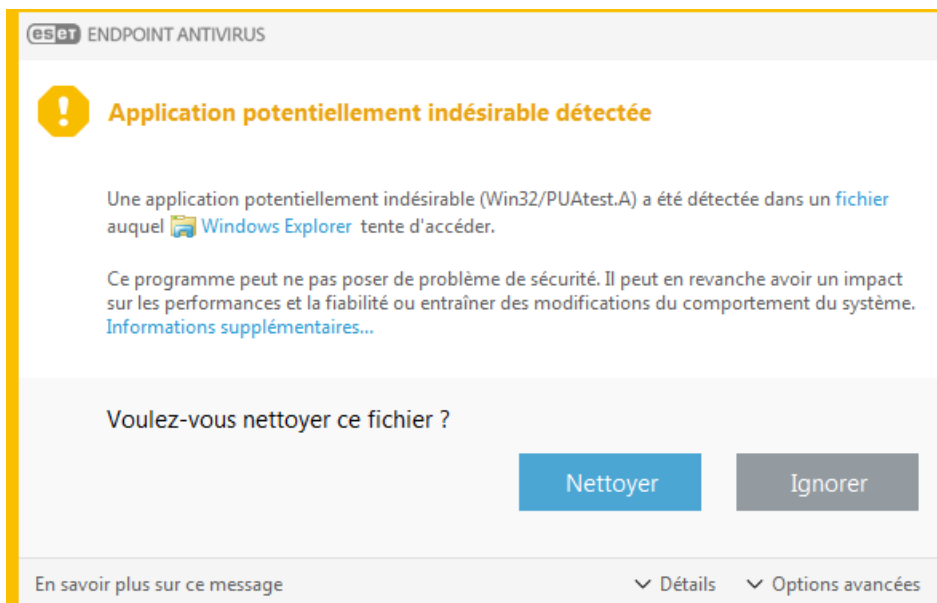 eset ENDPOINT ANTIVIRUS
Application potentiellement indésirable détectée
Une application potentiellement indésirable (Win32/PUAtest.A) a été détectée dans un fichier
auquel Windows Explorer tente d'accéder.
Ce programme peut ne pas poser de problème de sécurité. Il peut en revanche avoir un impact
sur les performances et la fiabilité ou entraîner des modifications du comportement du système.
Informations supplémentaires...
Voulez-vous nettoyer ce fichier ?
Nettoyer Ignorer
En savoir plus sur ce message Détails Options avancées